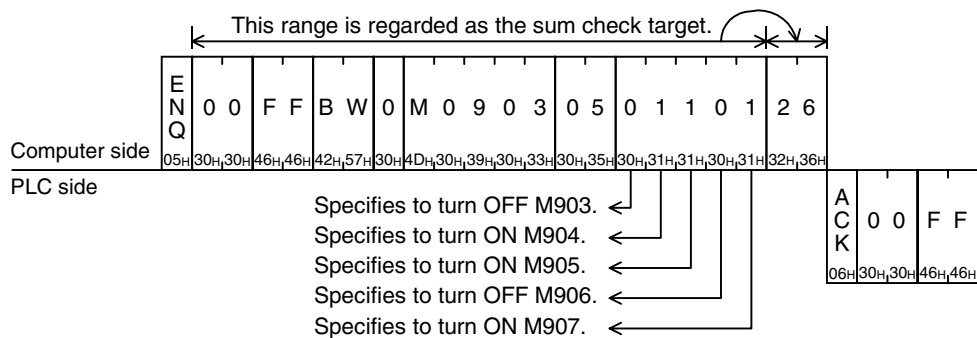 This range is regarded as the sum check target.
ENQ 0 0 F F B W 0 M 0 9 0 3 0 5 0 1 1 0 1 2 6
Computer side 05H 30H 30H 46H 46H 42H 57H 30H 4DH 30H 39H 30H 33H 30H 35H 30H 31H 31H 30H 31H 32H 36H
PLC side
Specifies to turn OFF M903.
Specifies to turn ON M904.
Specifies to turn ON M905.
Specifies to turn OFF M906.
Specifies to turn ON M907.
ACK 0 0 F F
06H 30H 30H 46H 46H